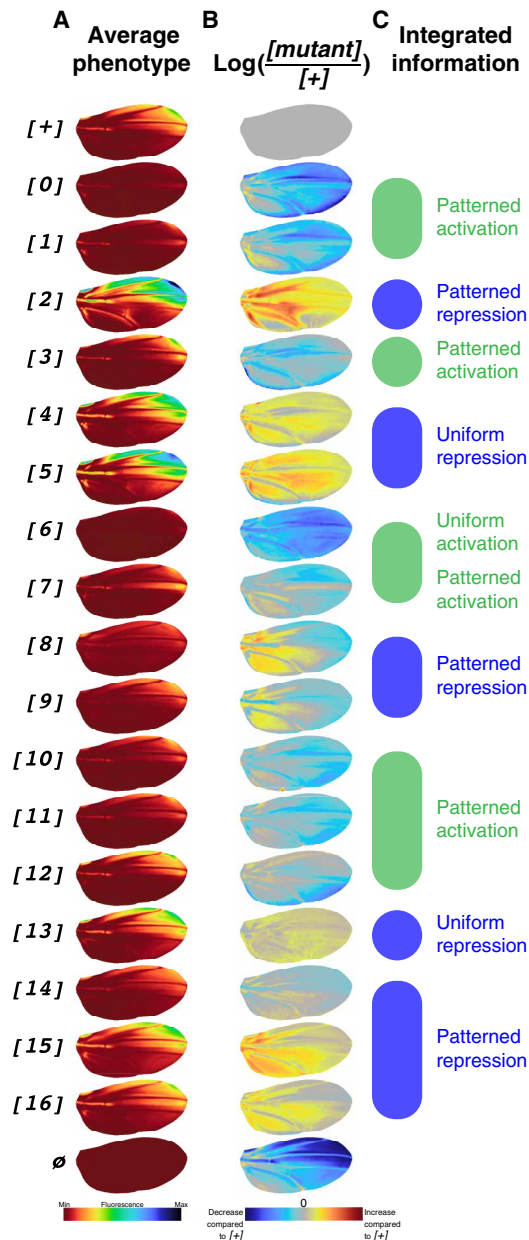 A
Average
phenotype
B
Log([mutant]/[+])
C
Integrated
information
[+]
[0]
[1]
Patterned
activation
[2]
Patterned
repression
[3]
Patterned
activation
[4]
[5]
Uniform
repression
[6]
Uniform
activation
[7]
Patterned
activation
[8]
[9]
Patterned
repression
[10]
[11]
[12]
Patterned
activation
[13]
Uniform
repression
[14]
[15]
[16]
Patterned
repression
ø
Min Fluorescence Max
0
Decrease
compared
to [+]
Increase
compared
to [+]